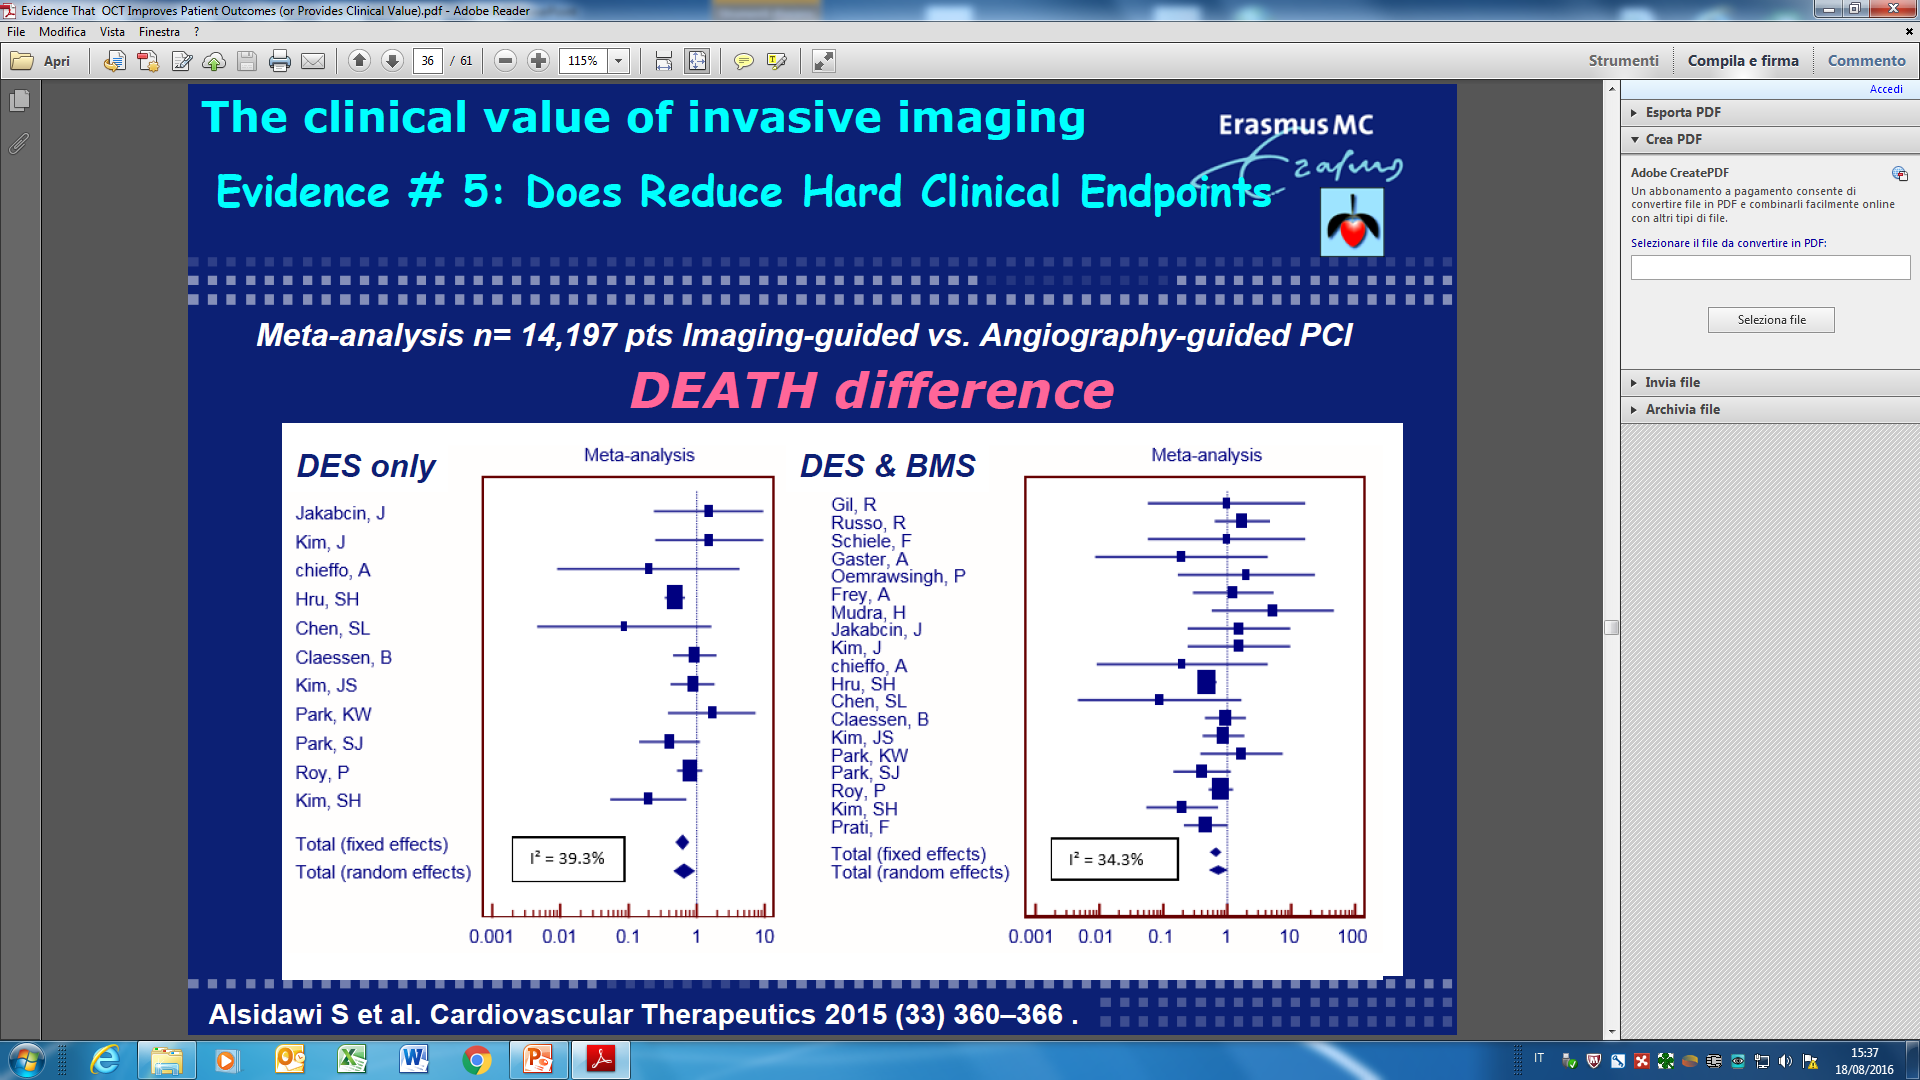 Evidence That OCT Improves Patient Outcomes (or Provides Clinical Value).pdf - Adobe Reader
File Modifica Vista Finestra ?
Apri 36 / 61 115% Strumenti Compila e firma Commento
Accedi
Esporta PDF
Crea PDF
Adobe CreatePDF
Un abbonamento a pagamento consente di
convertire file in PDF e combinarli facilmente online
con altri tipi di file.
Selezionare il file da convertire in PDF:
Seleziona file
Invia file
Archivia file
The clinical value of invasive imaging
Erasmus MC
Erasmus
Evidence # 5: Does Reduce Hard Clinical Endpoints
Meta-analysis n= 14,197 pts Imaging-guided vs. Angiography-guided PCI
DEATH difference
DES only
Meta-analysis
Jakabcin, J
Kim, J
chieffo, A
Hru, SH
Chen, SL
Claessen, B
Kim, JS
Park, KW
Park, SJ
Roy, P
Kim, SH
Total (fixed effects)
Total (random effects)
I² = 39.3%
0.001 0.01 0.1 1 10
DES & BMS
Meta-analysis
Gil, R
Russo, R
Schiele, F
Gaster, A
Oemrawsingh, P
Frey, A
Mudra, H
Jakabcin, J
Kim, J
chieffo, A
Hru, SH
Chen, SL
Claessen, B
Kim, JS
Park, KW
Park, SJ
Roy, P
Kim, SH
Prati, F
Total (fixed effects)
Total (random effects)
I² = 34.3%
0.001 0.01 0.1 1 10 100
Alsidawi S et al. Cardiovascular Therapeutics 2015 (33) 360–366 .
IT
15:37
18/08/2016